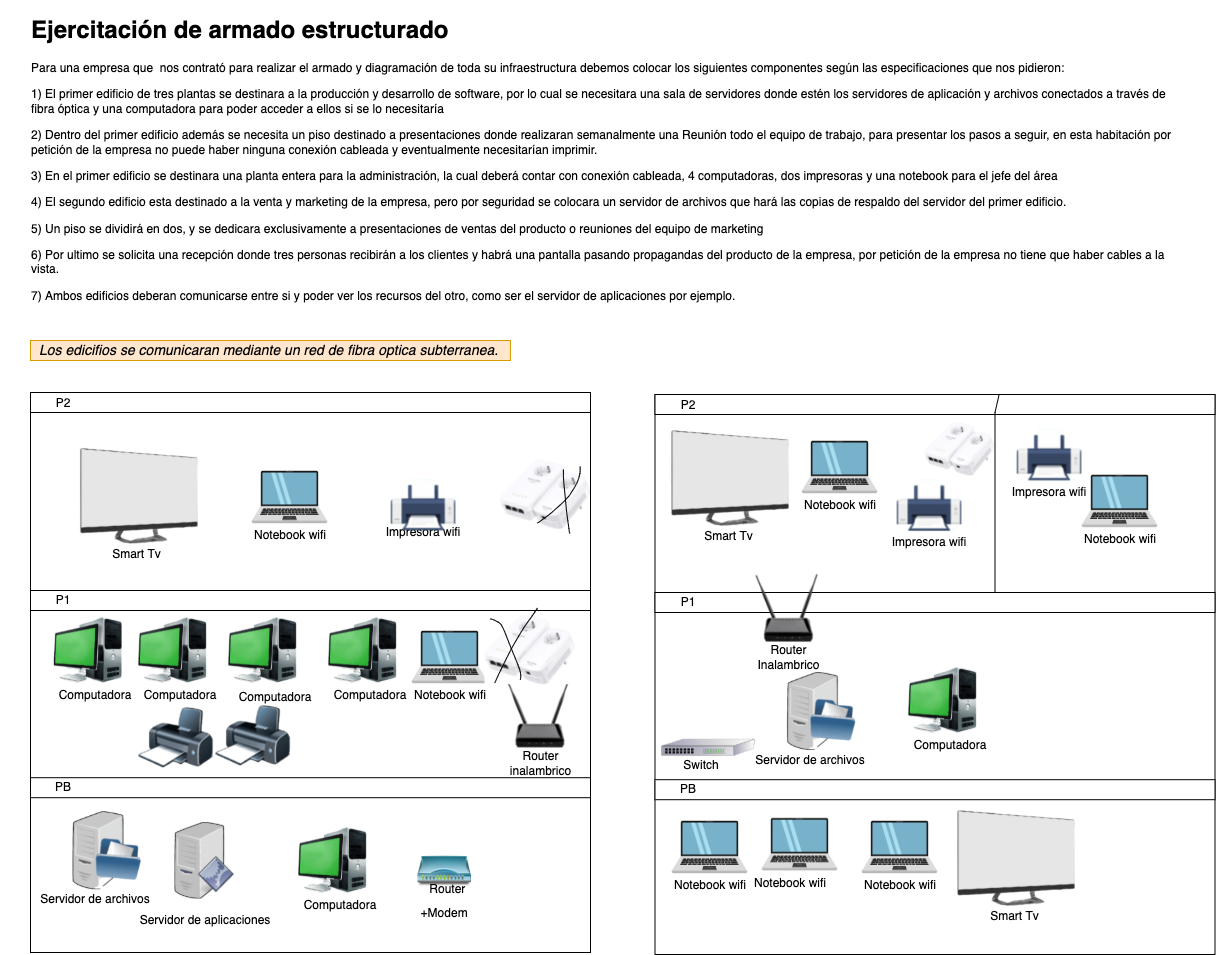 Ejercitación de armado estructurado
Para una empresa que  nos contrató para realizar el armado y diagramación de toda su infraestructura debemos colocar los siguientes componentes según las especificaciones que nos pidieron:
1) El primer edificio de tres plantas se destinara a la producción y desarrollo de software, por lo cual se necesitara una sala de servidores donde estén los servidores de aplicación y archivos conectados a través de
fibra óptica y una computadora para poder acceder a ellos si se lo necesitaría
2) Dentro del primer edificio además se necesita un piso destinado a presentaciones donde realizaran semanalmente una Reunión todo el equipo de trabajo, para presentar los pasos a seguir, en esta habitación por
petición de la empresa no puede haber ninguna conexión cableada y eventualmente necesitarían imprimir.
3) En el primer edificio se destinara una planta entera para la administración, la cual deberá contar con conexión cableada, 4 computadoras, dos impresoras y una notebook para el jefe del área
4) El segundo edificio esta destinado a la venta y marketing de la empresa, pero por seguridad se colocara un servidor de archivos que hará las copias de respaldo del servidor del primer edificio.
5) Un piso se dividirá en dos, y se dedicara exclusivamente a presentaciones de ventas del producto o reuniones del equipo de marketing
6) Por ultimo se solicita una recepción donde tres personas recibirán a los clientes y habrá una pantalla pasando propagandas del producto de la empresa, por petición de la empresa no tiene que haber cables a la
vista.
7) Ambos edificios deberan comunicarse entre si y poder ver los recursos del otro, como ser el servidor de aplicaciones por ejemplo.
Los edicifios se comunicaran mediante un red de fibra optica subterranea.
P2
Smart Tv
Notebook wifi
Impresora wifi
P1
Computadora
Computadora
Computadora
Computadora
Notebook wifi
Router
inalambrico
PB
Servidor de archivos
Servidor de aplicaciones
Computadora
Router
+Modem
P2
Smart Tv
Notebook wifi
Impresora wifi
Impresora wifi
Notebook wifi
P1
Router
Inalambrico
Switch
Servidor de archivos
Computadora
PB
Notebook wifi
Notebook wifi
Notebook wifi
Smart Tv